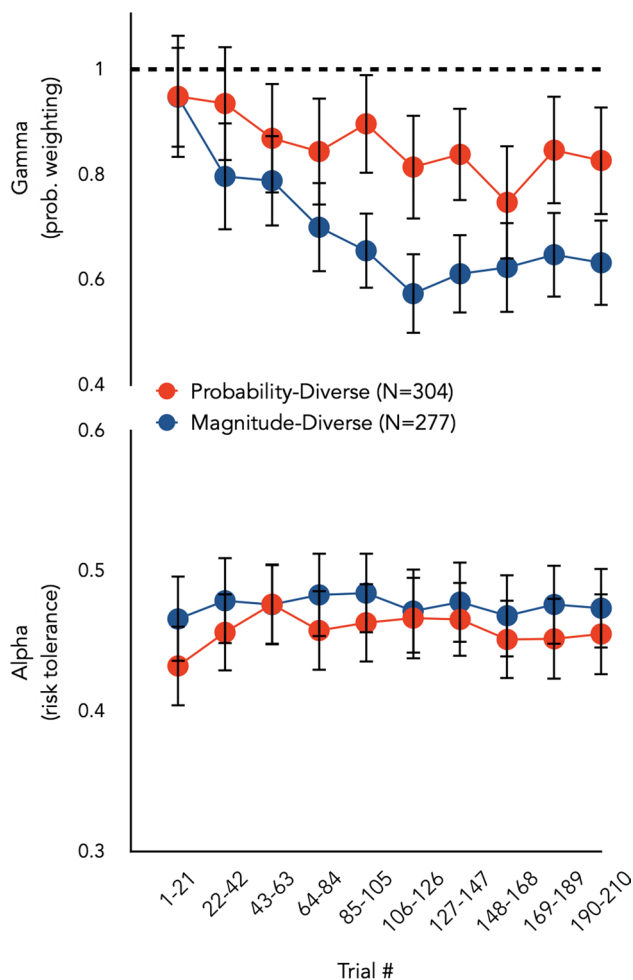 1
Gamma
(prob. weighting)
0.8
0.6
0.4
Probability-Diverse (N=304)
Magnitude-Diverse (N=277)
0.6
0.5
Alpha
(risk tolerance)
0.4
0.3
1-21
22-42
43-63
64-84
85-105
106-126
127-147
148-168
169-189
190-210
Trial #